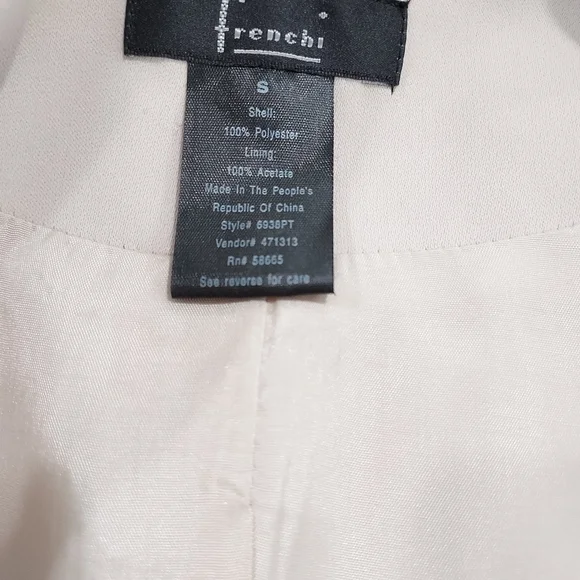 frenchi
S
Shell:
100% Polyester
Lining:
100% Acetate
Made In The People's
Republic Of China
Style# 5938PT
Vendor# 471313
Rn# 58665
See reverse for care